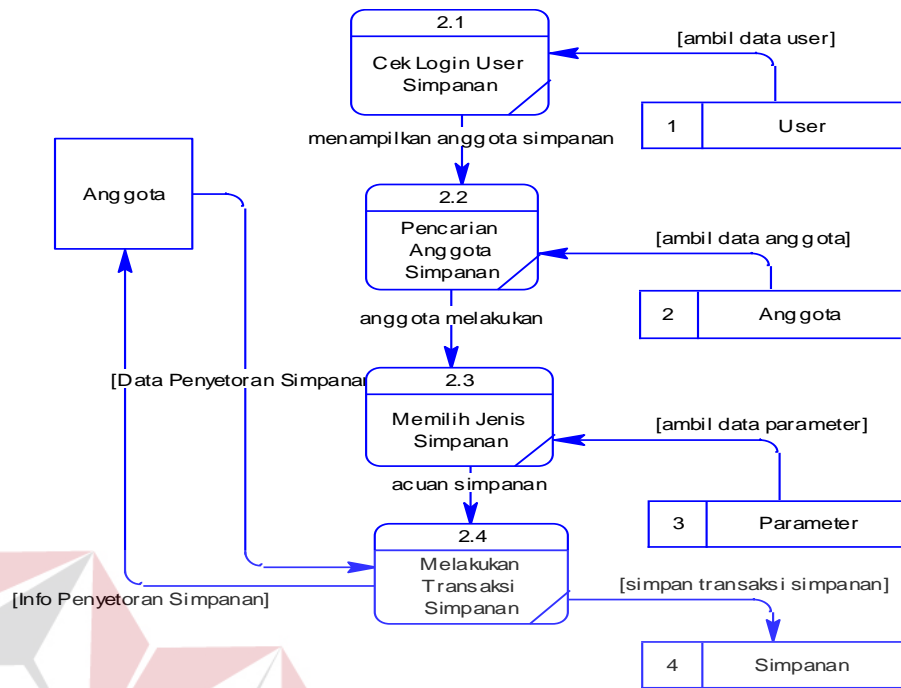 2.1
Cek Login User
Simpanan
[ambil data user]
1 User
menampilkan anggota simpanan
Anggota
2.2
Pencarian
Anggota
Simpanan
[ambil data anggota]
2 Anggota
anggota melakukan
[Data Penyetoran Simpanan
2.3
Memilih Jenis
Simpanan
[ambil data parameter]
acuan simpanan
3 Parameter
2.4
Melakukan
Transaksi
Simpanan
[Info Penyetoran Simpanan]
[simpan transaksi simpanan]
4 Simpanan